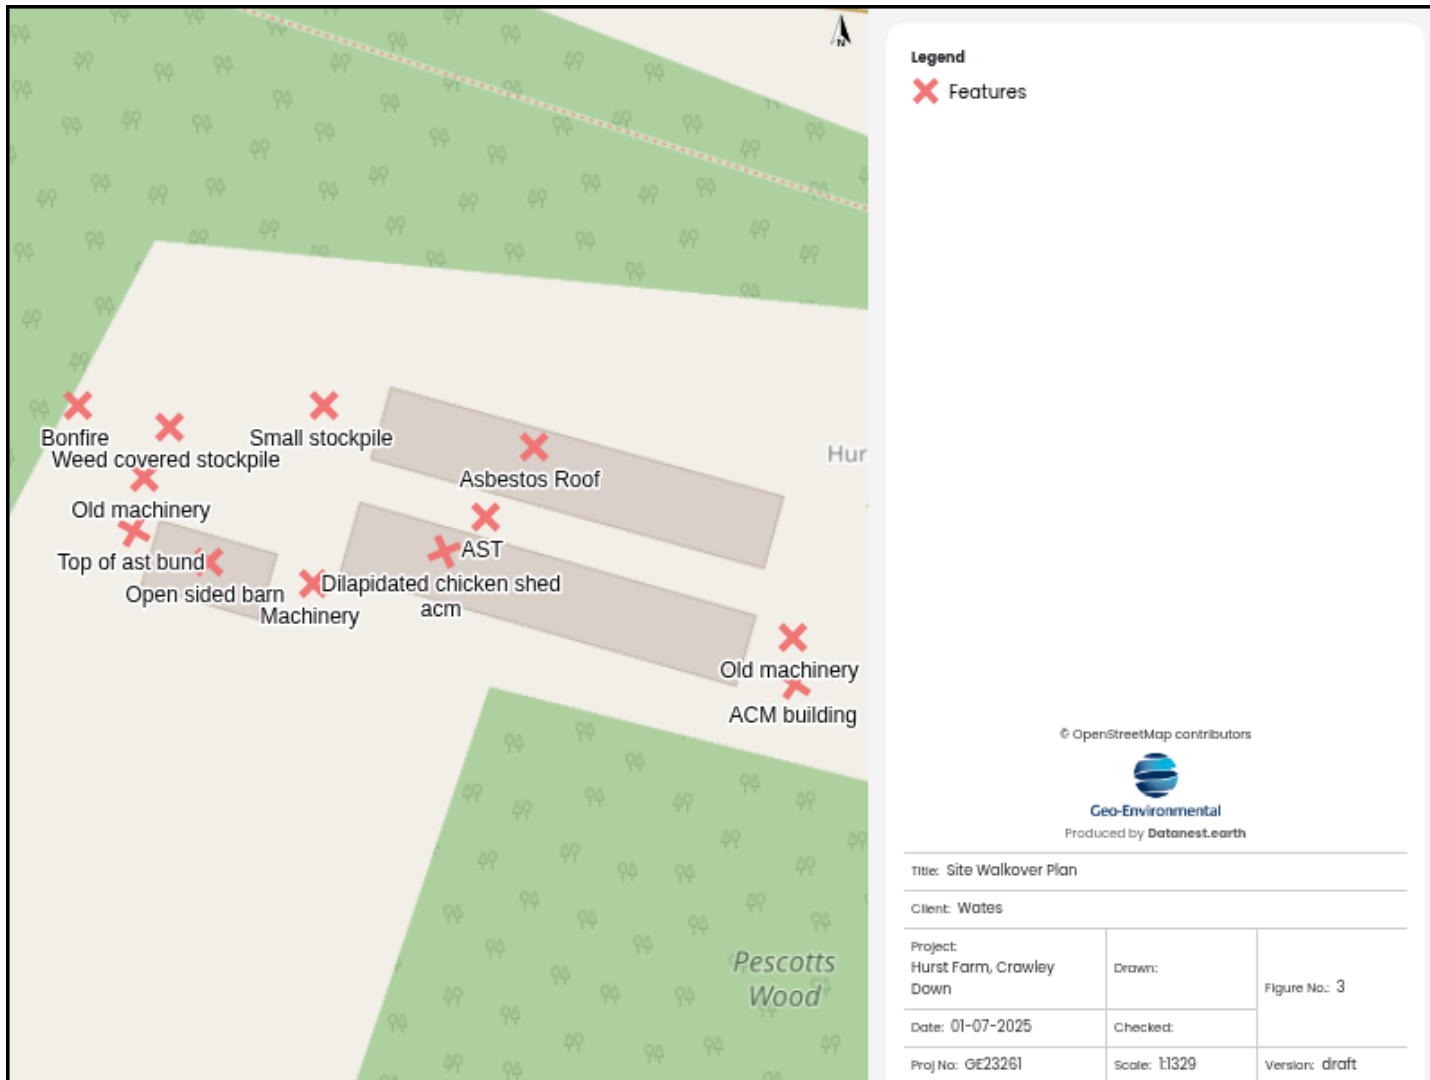 N
Legend
Features
Bonfire
Weed covered stockpile
Small stockpile
Asbestos Roof
Hur
Old machinery
Top of ast bund
AST
Open sided barn
Machinery
Dilapidated chicken shed
acm
Old machinery
ACM building
Pescotts
Wood
© OpenStreetMap contributors
Geo-Environmental
Produced by Datanest.earth
Title: Site Walkover Plan
Client: Wates
Project:
Hurst Farm, Crawley
Down
Drawn:
Figure No.: 3
Date: 01-07-2025
Checked:
Proj No: GE23261
Scale: 1:1329
Version: draft